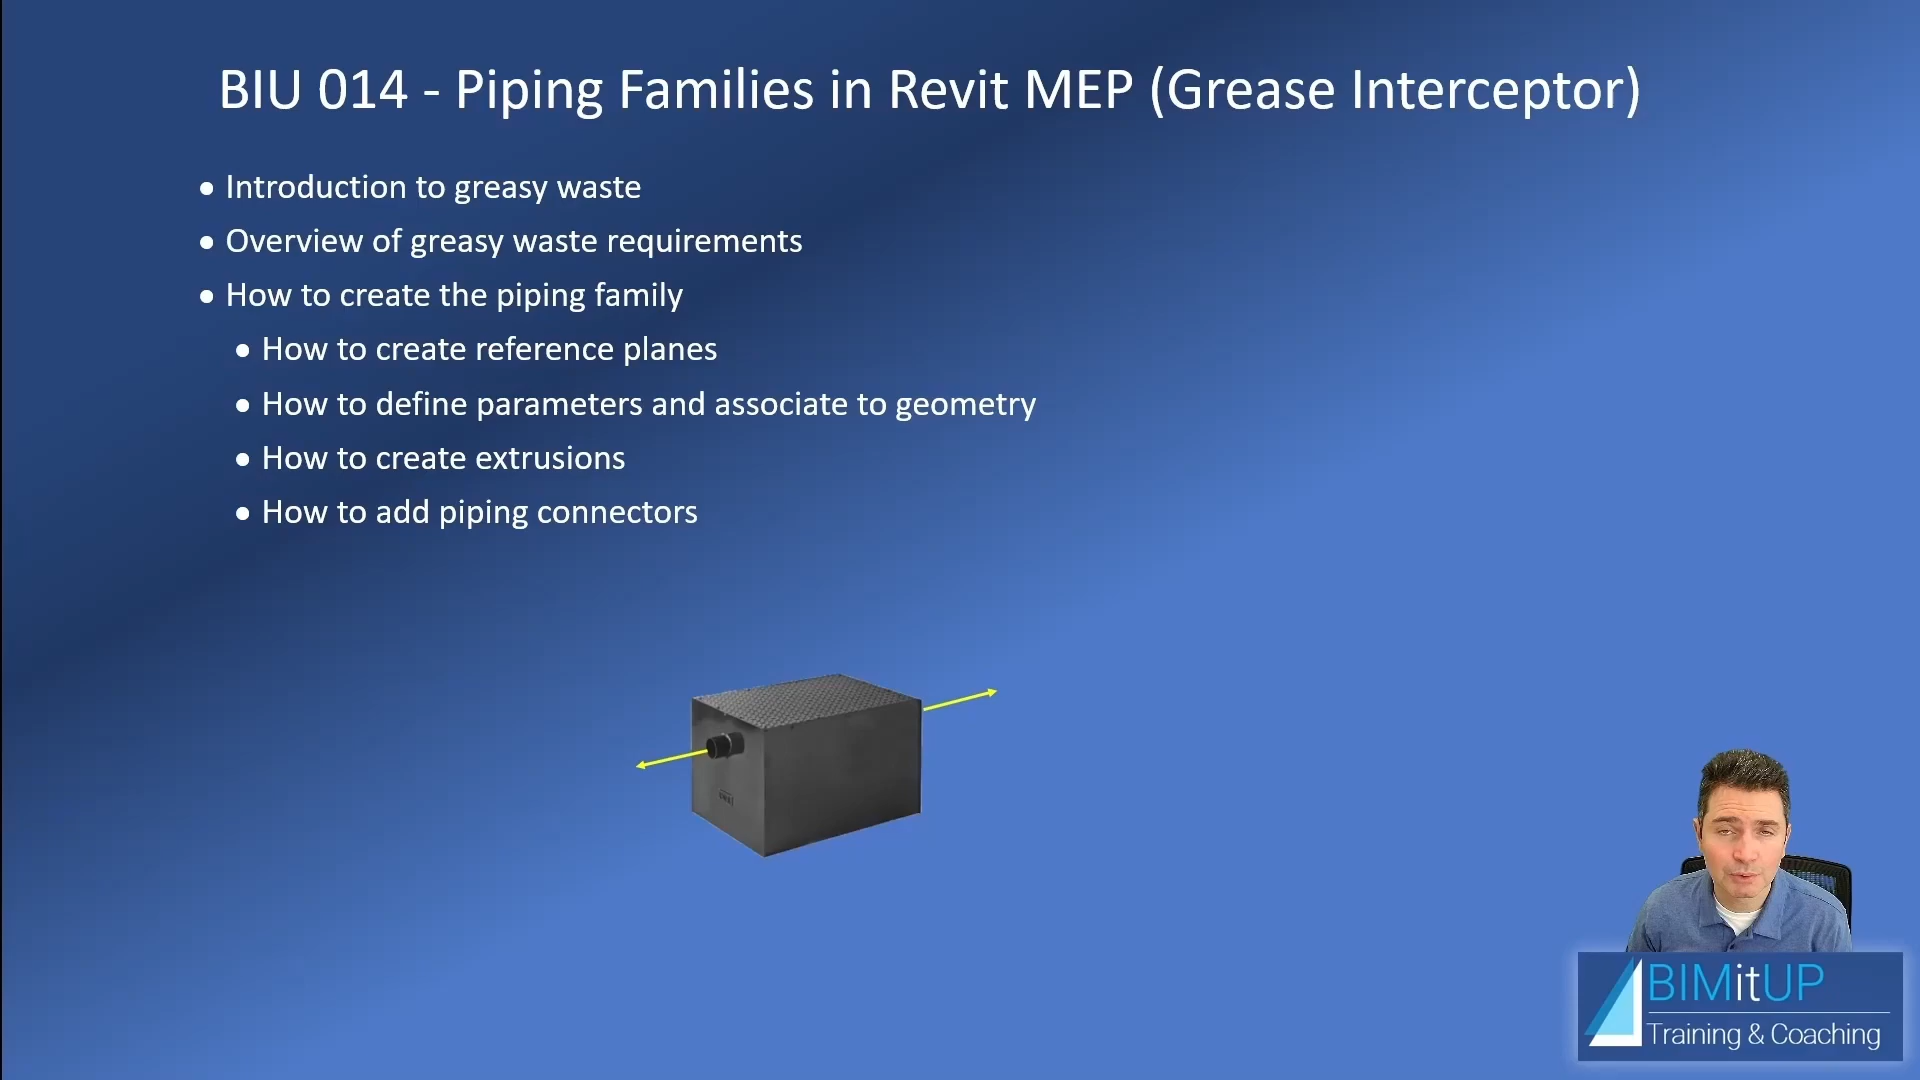 BIU 014 - Piping Families in Revit MEP (Grease Interceptor)
● Introduction to greasy waste
● Overview of greasy waste requirements
● How to create the piping family
● How to create reference planes
● How to define parameters and associate to geometry
● How to create extrusions
● How to add piping connectors
BIMitUP
Training & Coaching